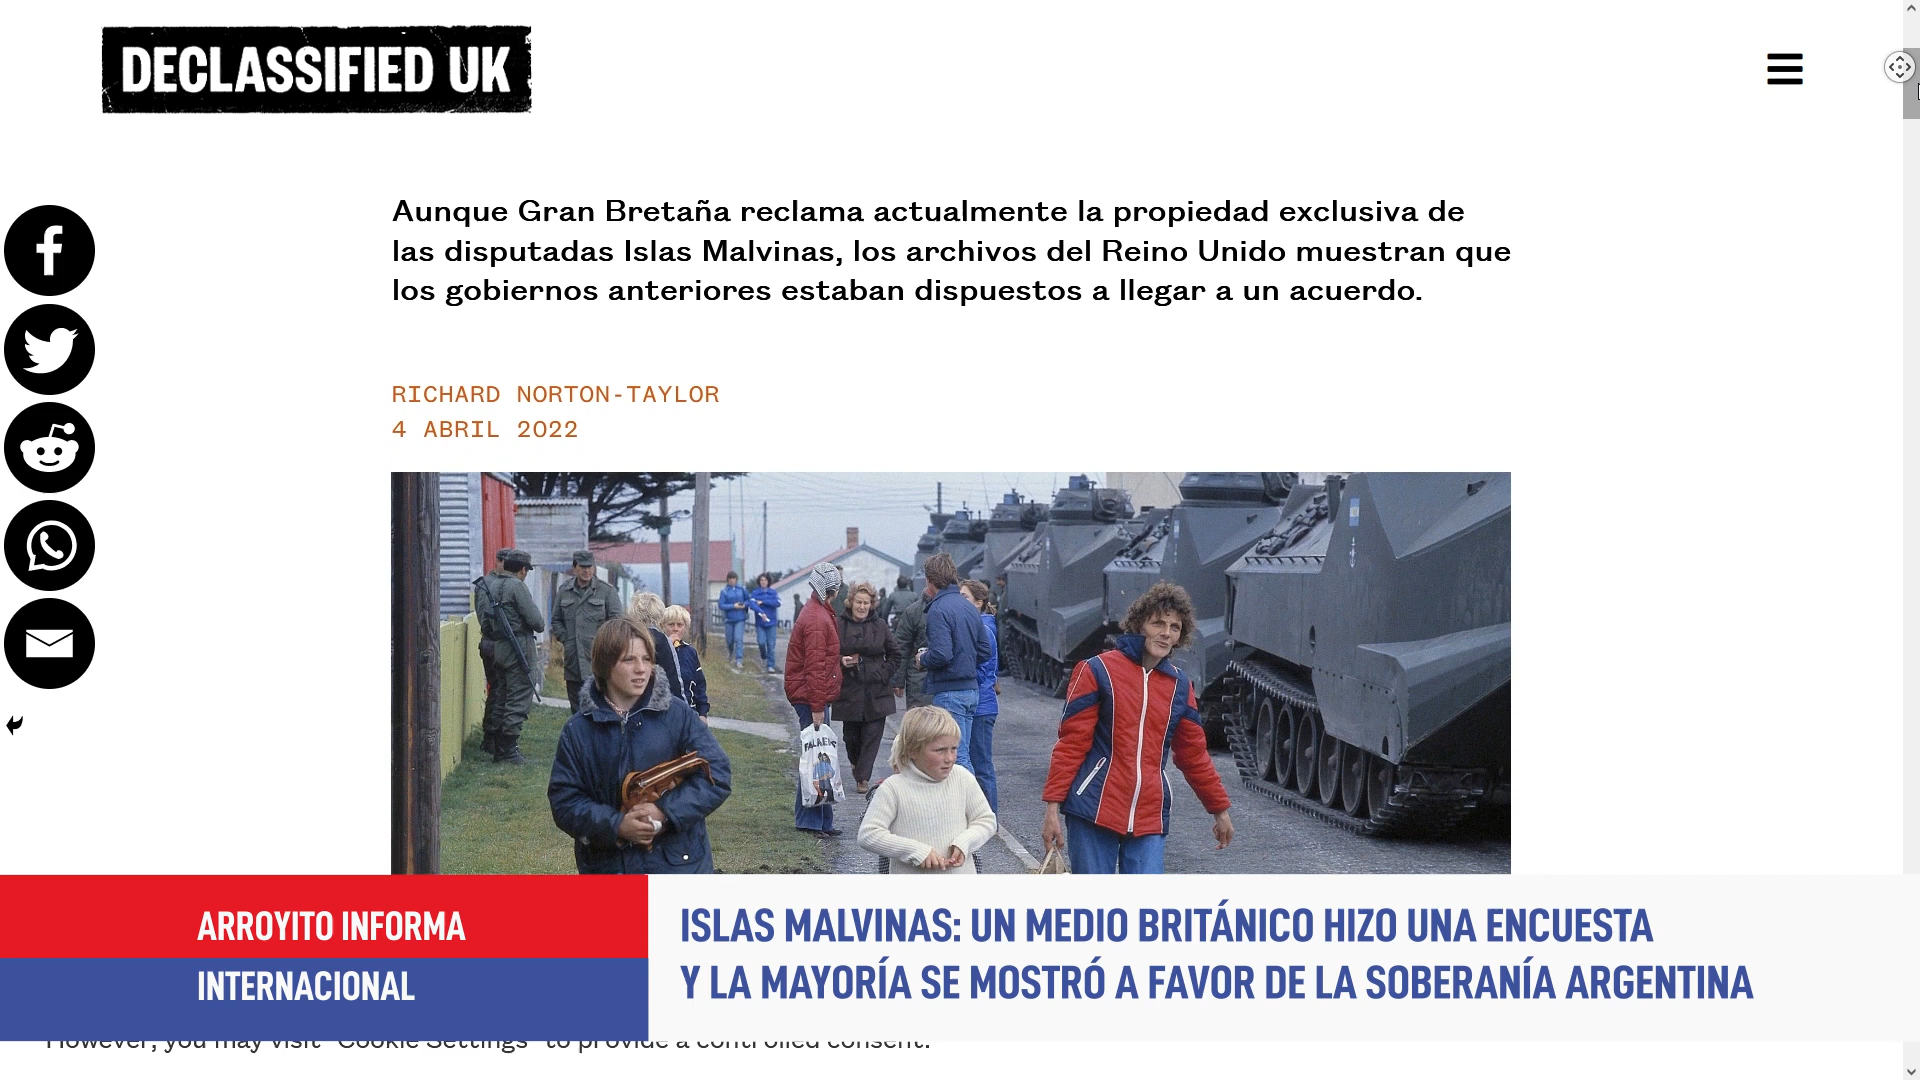 DECLASSIFIED UK
Aunque Gran Bretaña reclama actualmente la propiedad exclusiva de
las disputadas Islas Malvinas, los archivos del Reino Unido muestran que
los gobiernos anteriores estaban dispuestos a llegar a un acuerdo.
RICHARD NORTON-TAYLOR
4 ABRIL 2022
ARROYITO INFORMA
INTERNACIONAL
ISLAS MALVINAS: UN MEDIO BRITÁNICO HIZO UNA ENCUESTA
Y LA MAYORÍA SE MOSTRÓ A FAVOR DE LA SOBERANÍA ARGENTINA
However, you may visit "Cookie Settings" to provide a controlled consent.